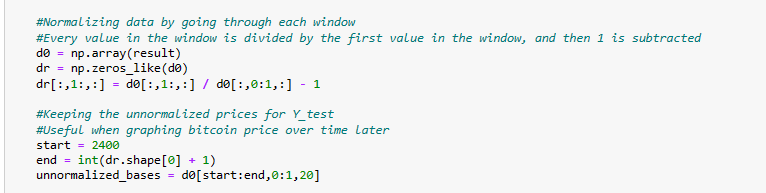 #Normalizing data by going through each window
#Every value in the window is divided by the first value in the window, and then 1 is subtracted
d0 = np.array(result)
dr = np.zeros_like(d0)
dr[:,1:,:] = d0[:,1:,:] / d0[:,0:1,:] - 1
#Keeping the unnormalized prices for Y_test
#Useful when graphing bitcoin price over time later
start = 2400
end = int(dr.shape[0] + 1)
unnormalized_bases = d0[start:end,0:1,20]